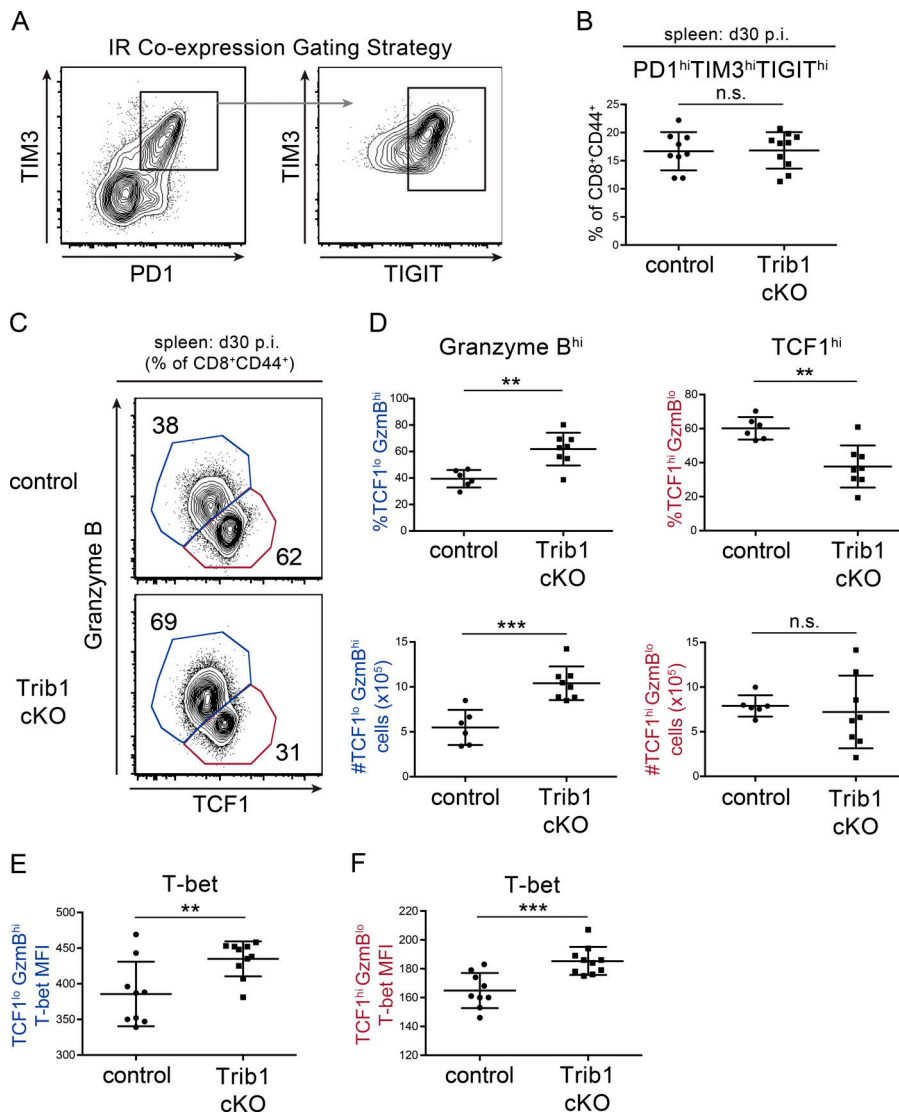 A
IR Co-expression Gating Strategy
TIM3
PD1
TIM3
TIGIT
B
spleen: d30 p.i.
PD1hiTIM3hiTIGIThi
n.s.
% of CD8+CD44+
25
20
15
10
5
0
control
Trib1
cKO
C
spleen: d30 p.i.
(% of CD8+CD44+)
Granzyme B
control
38
62
Trib1
cKO
69
31
TCF1
D
Granzyme Bhi
**
%TCF1lo GzmBhi
100
80
60
40
20
0
control
Trib1
cKO
TCF1hi
**
%TCF1hi GzmBlo
100
80
60
40
20
0
control
Trib1
cKO
***
#TCF1lo GzmBhi
cells (x105)
15
10
5
0
control
Trib1
cKO
n.s.
#TCF1hi GzmBlo
cells (x105)
15
10
5
0
control
Trib1
cKO
E
T-bet
**
TCF1lo GzmBhi
T-bet MFI
500
450
400
350
300
control
Trib1
cKO
F
T-bet
***
TCF1hi GzmBlo
T-bet MFI
220
200
180
160
140
120
control
Trib1
cKO